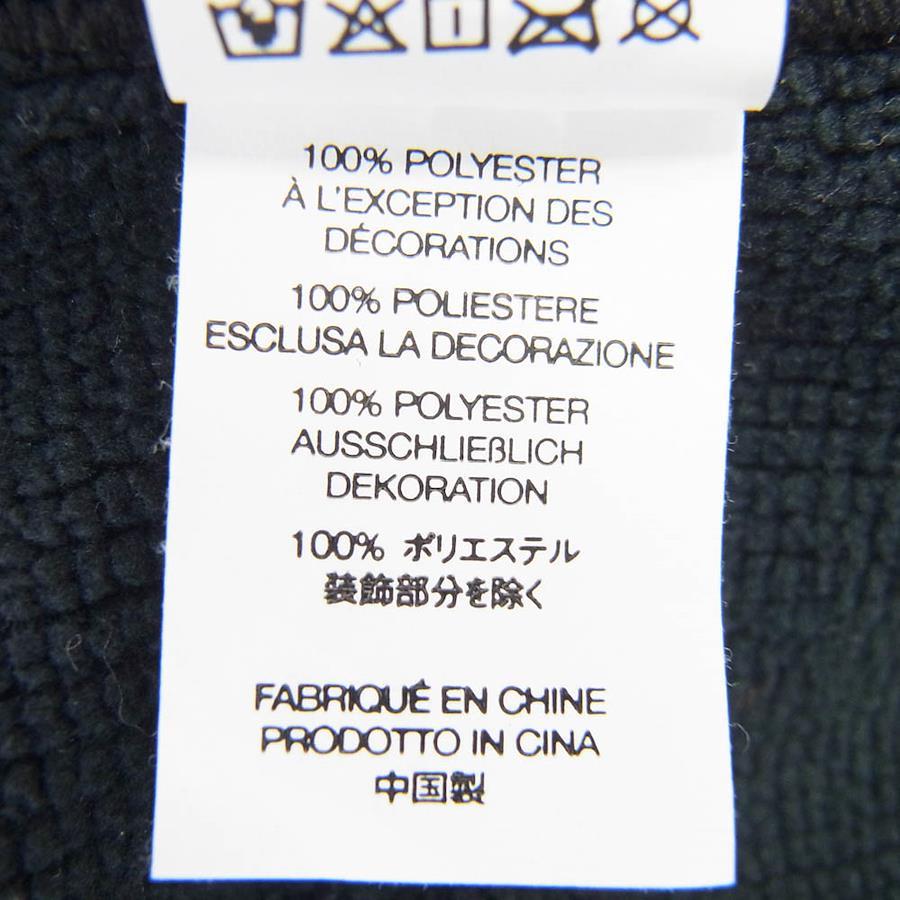 100% POLYESTER
À L'EXCEPTION DES
DÉCORATIONS
100% POLIESTERE
ESCLUSA LA DECORAZIONE
100% POLYESTER
AUSSCHLIEßLICH
DEKORATION
100% ポリエステル
装飾部分を除く
FABRIQUÉ EN CHINE
PRODOTTO IN CINA
中国製